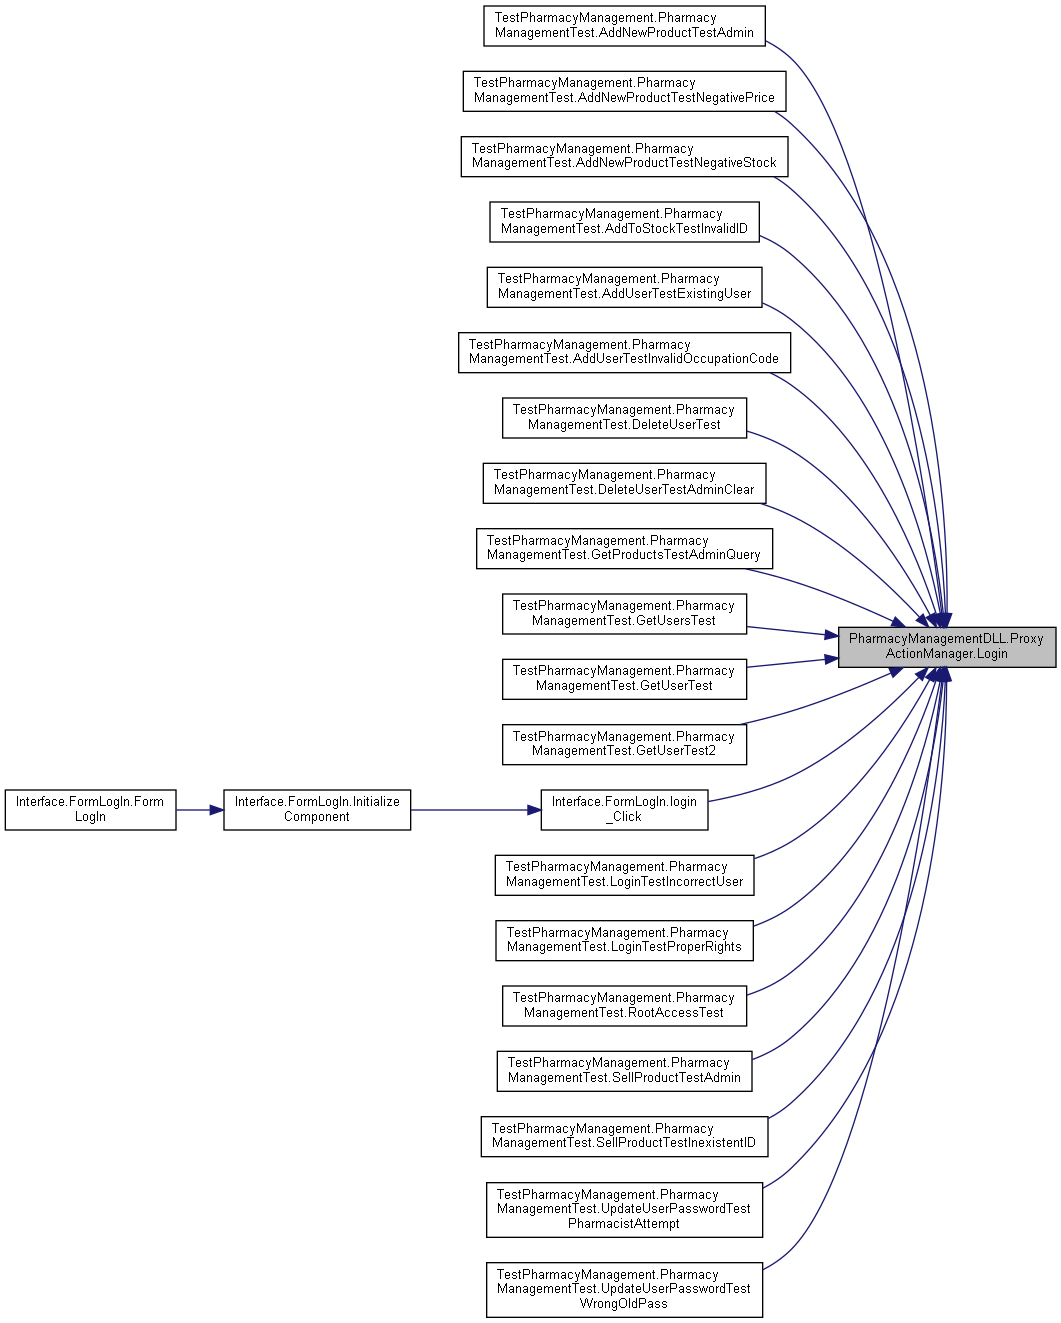 TestPharmacyManagement.Pharmacy
ManagementTest.AddNewProductTestAdmin
TestPharmacyManagement.Pharmacy
ManagementTest.AddNewProductTestNegativePrice
TestPharmacyManagement.Pharmacy
ManagementTest.AddNewProductTestNegativeStock
TestPharmacyManagement.Pharmacy
ManagementTest.AddToStockTestInvalidID
TestPharmacyManagement.Pharmacy
ManagementTest.AddUserTestExistingUser
TestPharmacyManagement.Pharmacy
ManagementTest.AddUserTestInvalidOccupationCode
TestPharmacyManagement.Pharmacy
ManagementTest.DeleteUserTest
TestPharmacyManagement.Pharmacy
ManagementTest.DeleteUserTestAdminClear
TestPharmacyManagement.Pharmacy
ManagementTest.GetProductsTestAdminQuery
TestPharmacyManagement.Pharmacy
ManagementTest.GetUsersTest
PharmacyManagementDLL.Proxy
ActionManager.Login
TestPharmacyManagement.Pharmacy
ManagementTest.GetUserTest
TestPharmacyManagement.Pharmacy
ManagementTest.GetUserTest2
Interface.FormLogIn.Form
LogIn
Interface.FormLogIn.Initialize
Component
Interface.FormLogIn.login
_Click
TestPharmacyManagement.Pharmacy
ManagementTest.LoginTestIncorrectUser
TestPharmacyManagement.Pharmacy
ManagementTest.LoginTestProperRights
TestPharmacyManagement.Pharmacy
ManagementTest.RootAccessTest
TestPharmacyManagement.Pharmacy
ManagementTest.SellProductTestAdmin
TestPharmacyManagement.Pharmacy
ManagementTest.SellProductTestInexistentID
TestPharmacyManagement.Pharmacy
ManagementTest.UpdateUserPasswordTest
PharmacistAttempt
TestPharmacyManagement.Pharmacy
ManagementTest.UpdateUserPasswordTest
WrongOldPass